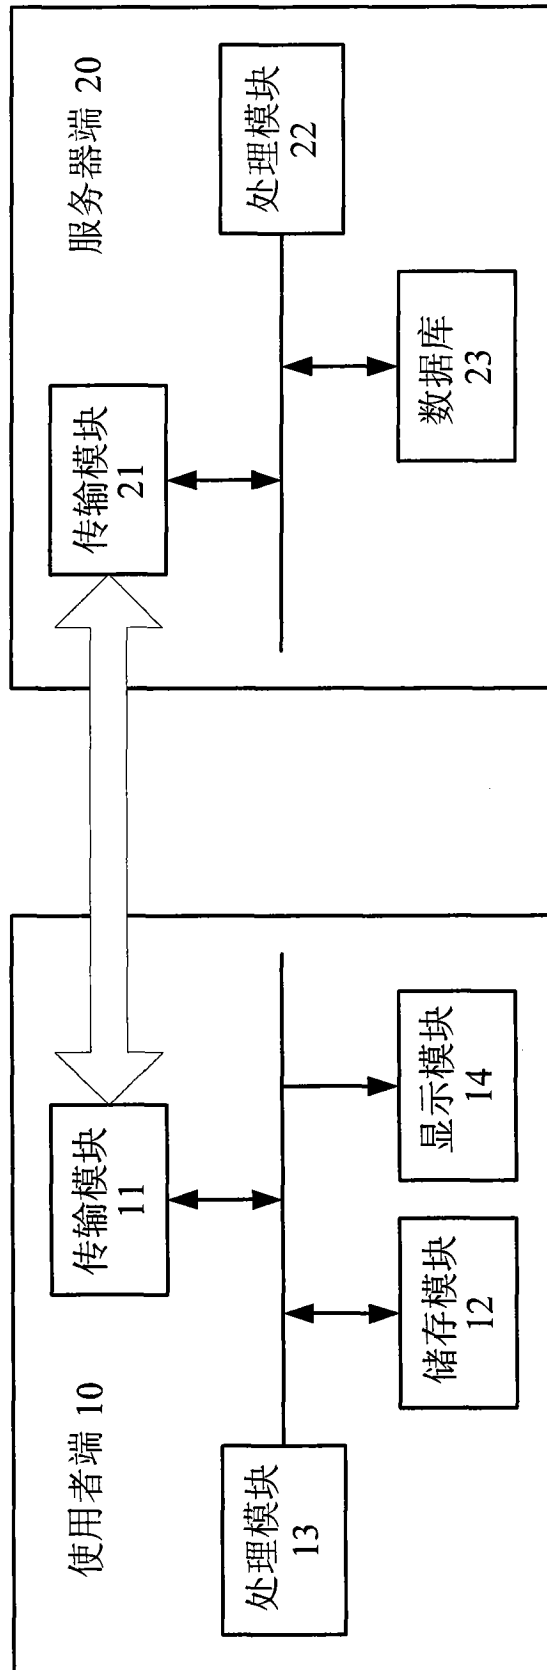 使用者端 10
传输模块
11
处理模块
13
储存模块
12
显示模块
14
服务器端 20
传输模块
21
处理模块
22
数据库
23